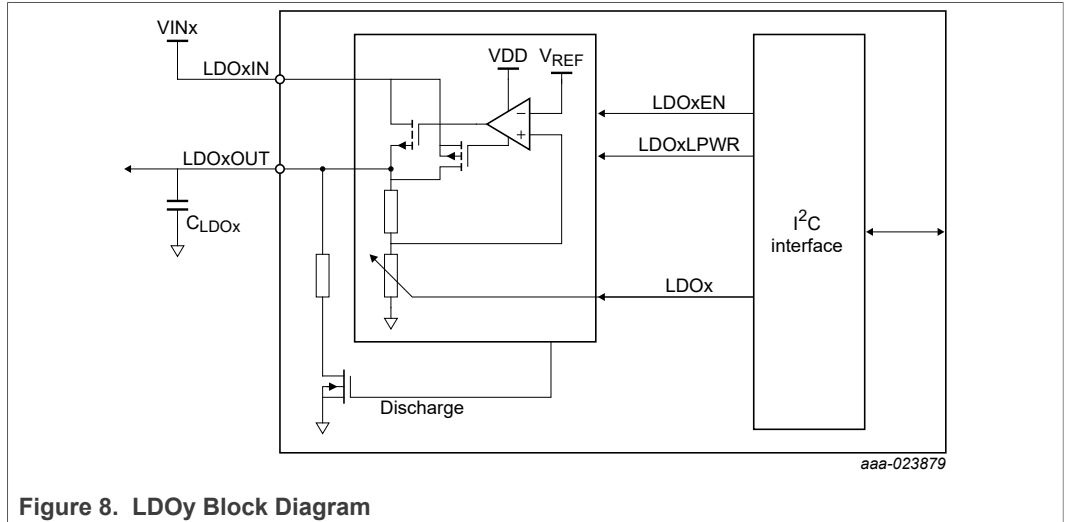 VINx
LDOxIN
VDD
VREF
−
+
LDOxEN
LDOxLPWR
LDOxOUT
CLDOx
I2C
interface
LDOx
Discharge
aaa-023879
Figure 8. LDOy Block Diagram